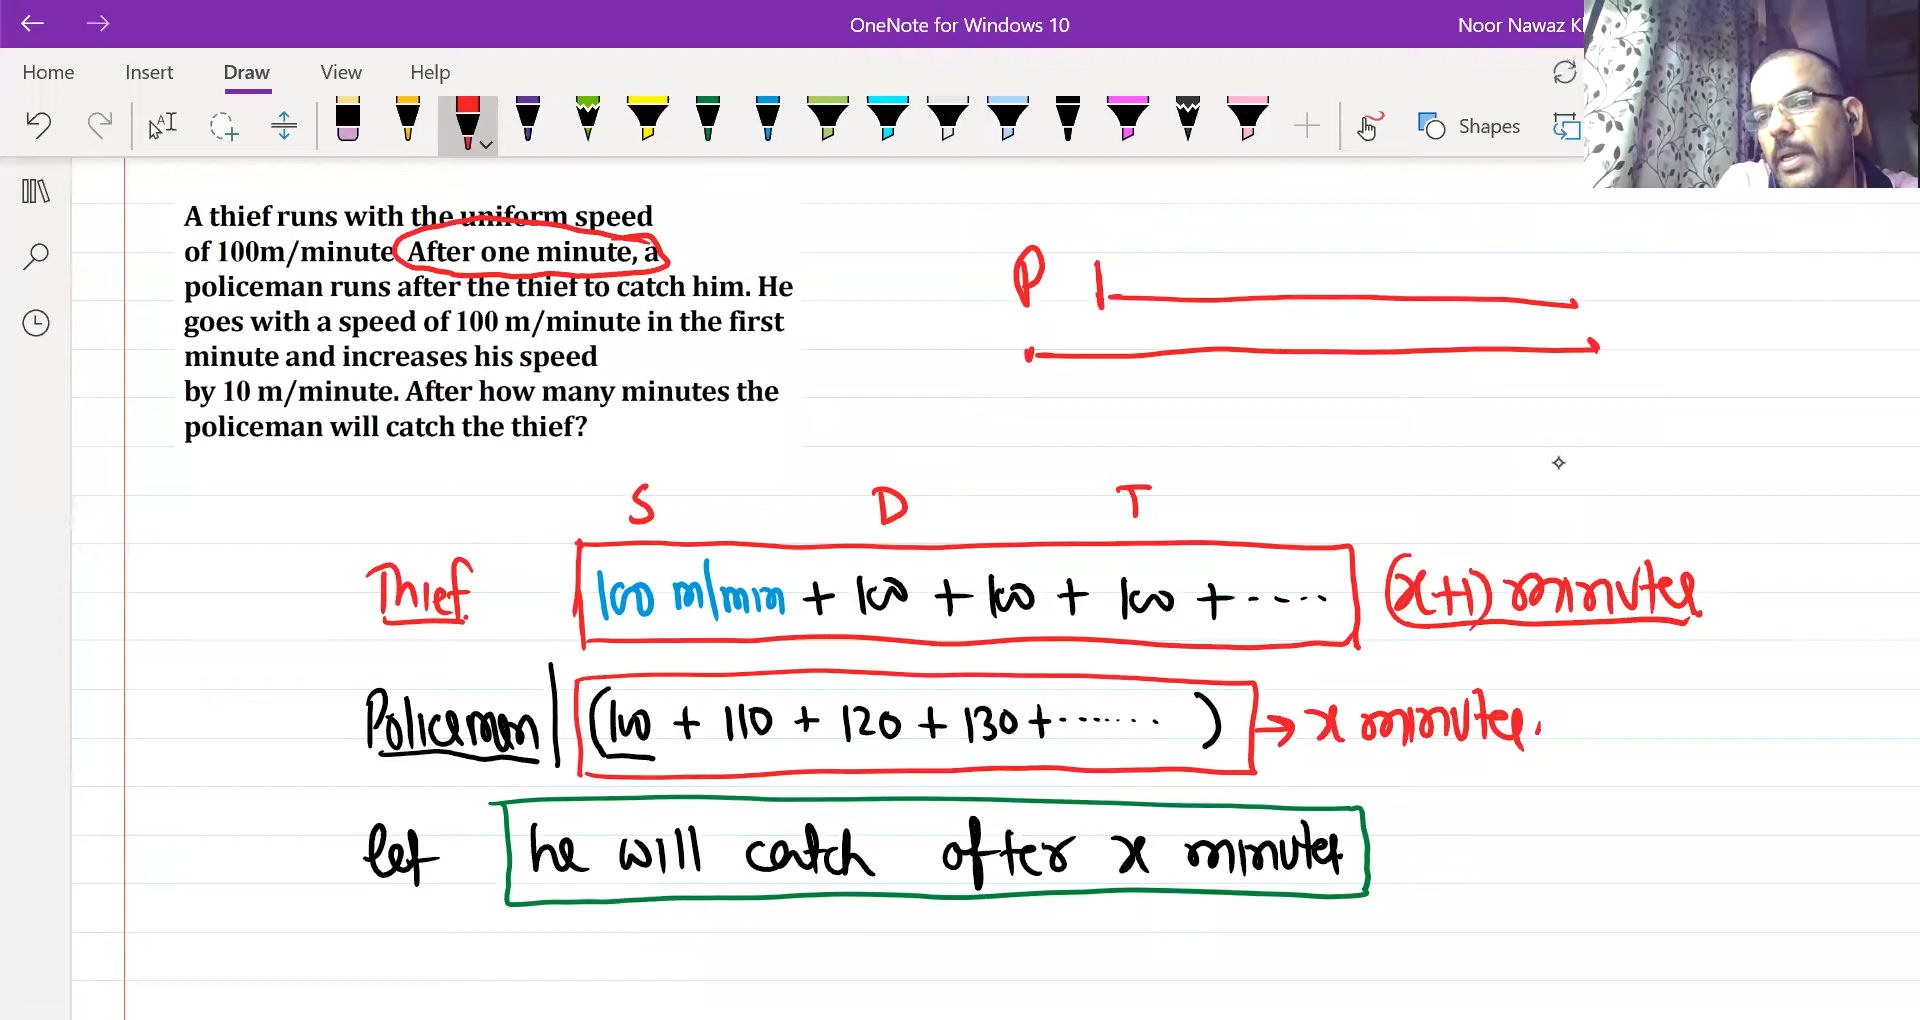 OneNote for Windows 10
Noor Nawaz K
Home Insert Draw View Help
Shapes
A thief runs with the uniform speed
of 100m/minute After one minute, a
policeman runs after the thief to catch him. He
goes with a speed of 100 m/minute in the first
minute and increases his speed
by 10 m/minute. After how many minutes the
policeman will catch the thief?
P
S D T
Thief 100 m/min + 100 + 100 + 100 + ---- (x+1) minutes
Policeman (100 + 110 + 120 + 130 + ...... ) → x minutes.
let he will catch after x minutes